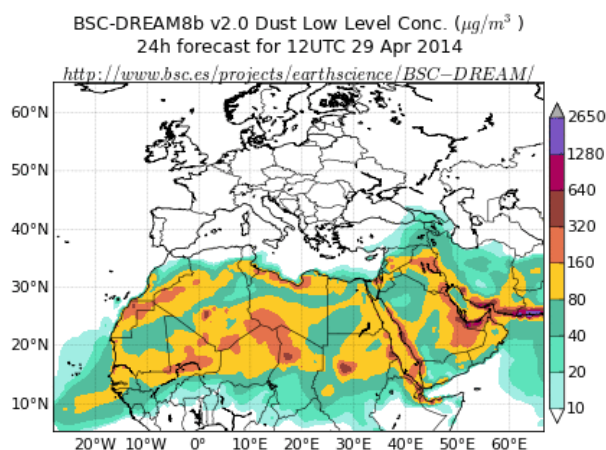 BSC-DREAM8b v2.0 Dust Low Level Conc. (μg/m³ )
24h forecast for 12UTC 29 Apr 2014
http://www.bsc.es/projects/earthscience/BSC−DREAM/
60°N
50°N
40°N
30°N
20°N
10°N
20°W 10°W 0° 10°E 20°E 30°E 40°E 50°E 60°E
2650
1280
640
320
160
80
40
20
10